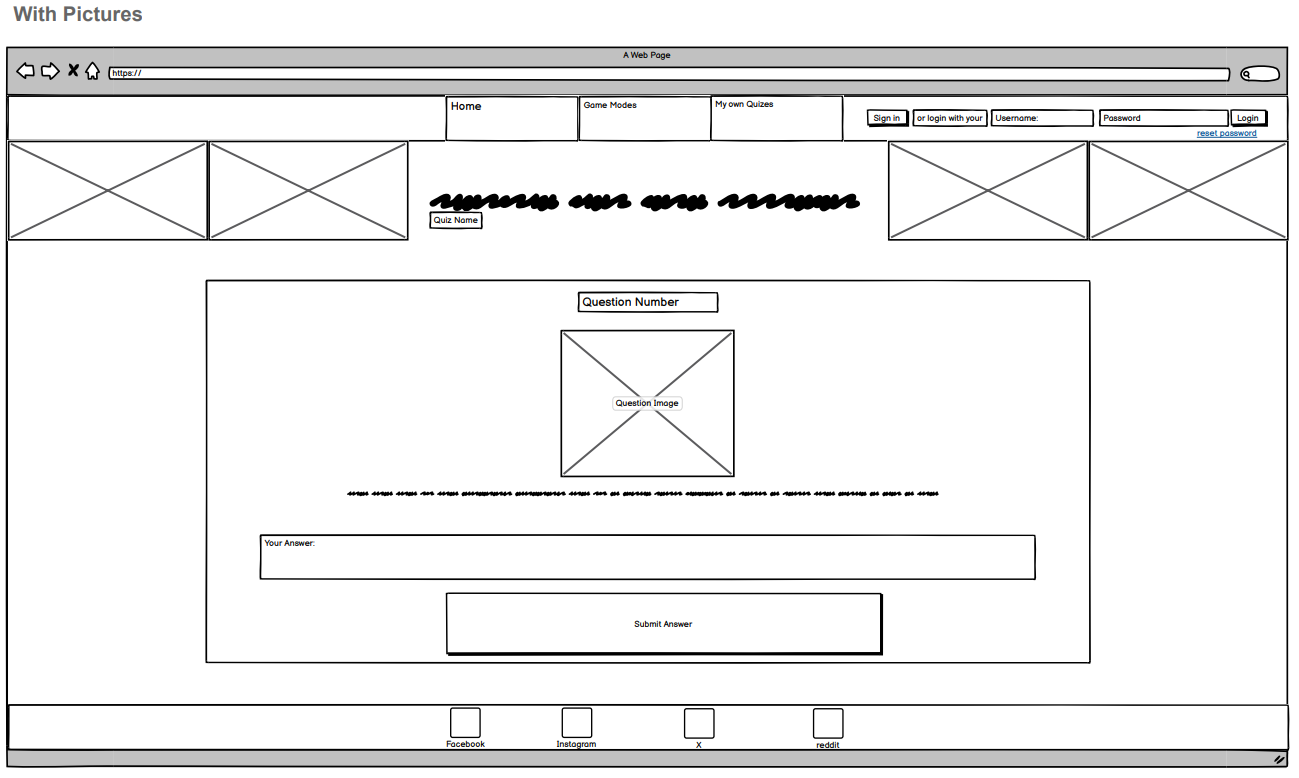 With Pictures
A Web Page
https://
Home
Game Modes
My own Quizes
Sign in
or login with your
Username:
Password
Login
reset password
Quiz Name
Question Number
Question Image
Your Answer:
Submit Answer
Facebook
Instagram
X
reddit